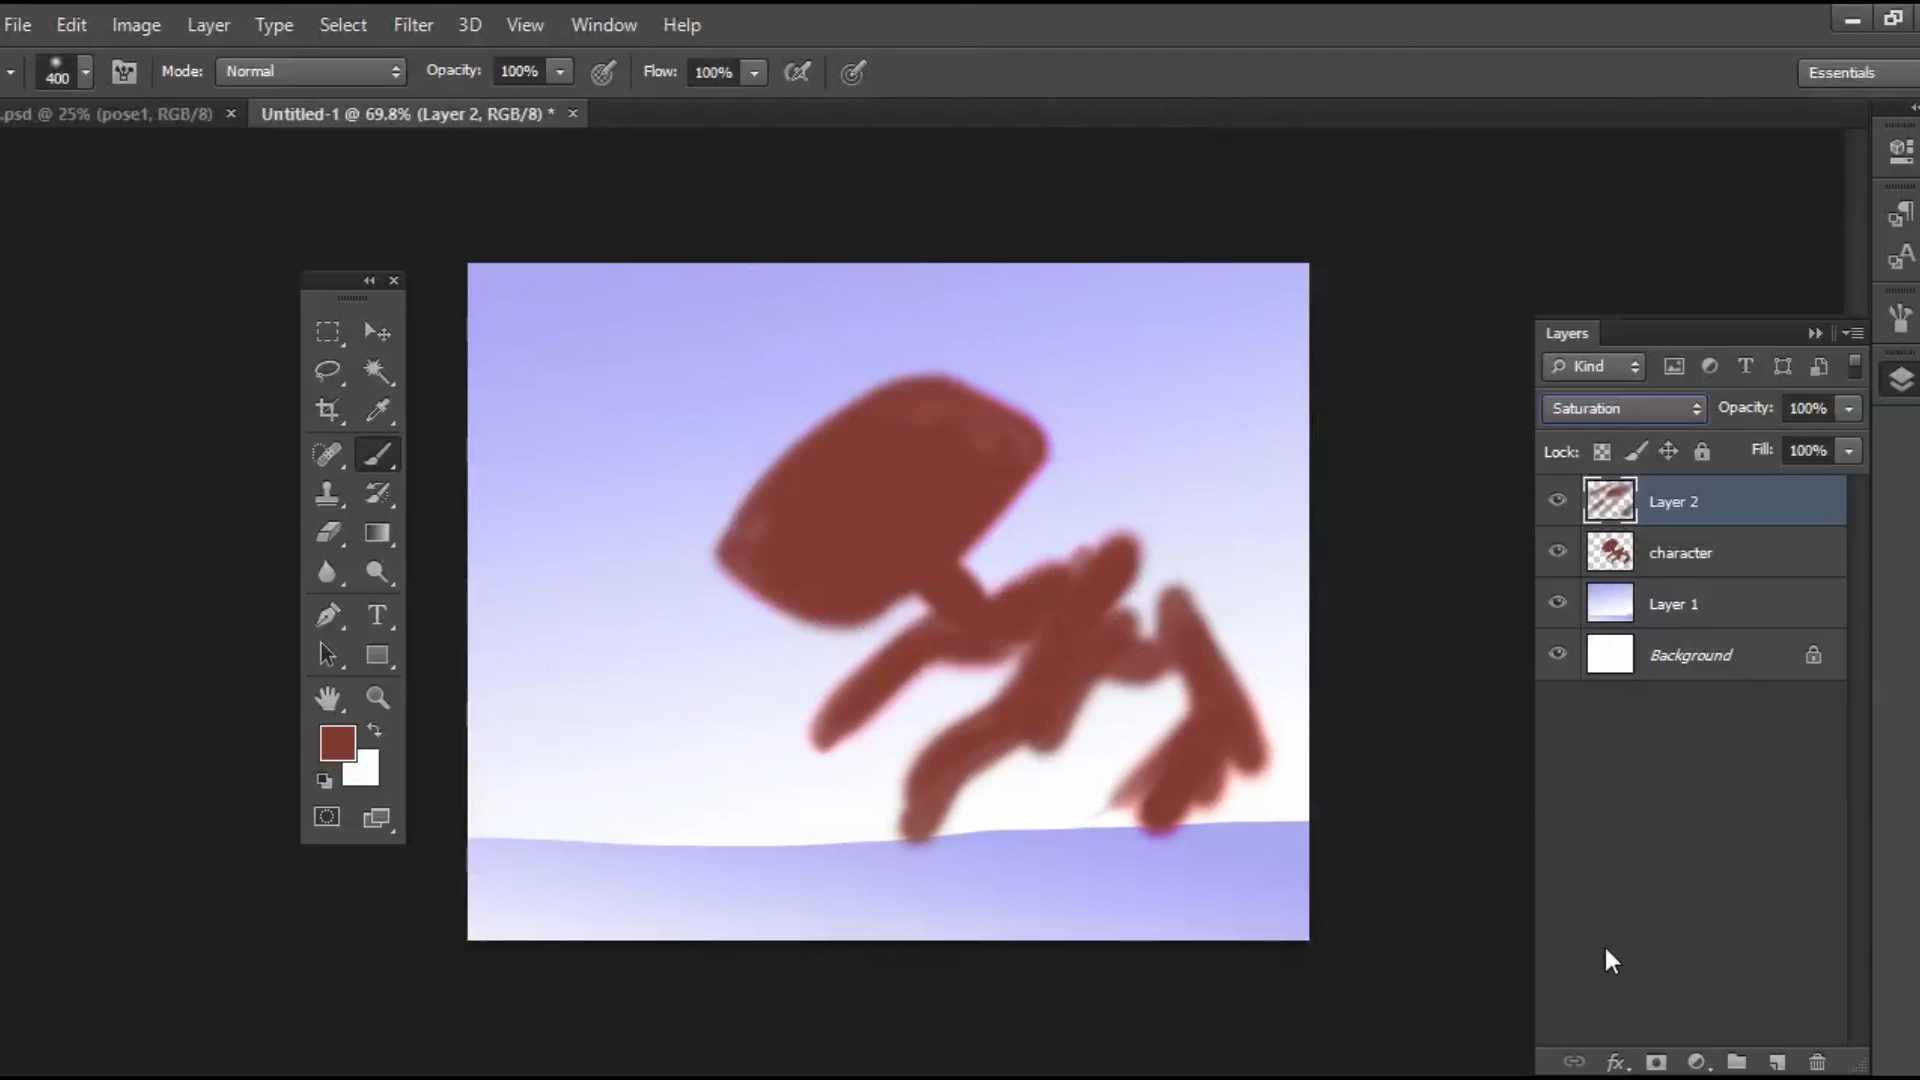 File Edit Image Layer Type Select Filter 3D View Window Help
400 Mode: Normal Opacity: 100% Flow: 100% Essentials
.psd @ 25% (pose1, RGB/8) × Untitled-1 @ 69.8% (Layer 2, RGB/8) * ×
Layers
Kind
Saturation Opacity: 100%
Lock: Fill: 100%
Layer 2
character
Layer 1
Background